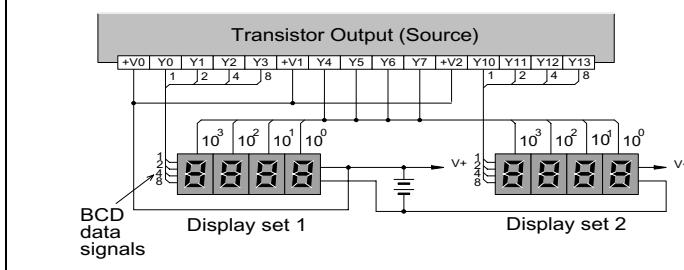 Transistor Output (Source)
+V0 Y0 Y1 Y2 Y3 +V1 Y4 Y5 Y6 Y7 +V2 Y10 Y11 Y12 Y13
1 2 4 8 1 2 4 8
10³ 10² 10¹ 10⁰ 10³ 10² 10¹ 10⁰
1
2
4
8
8888
V+
1
2
4
8
8888
V+
BCD
data
signals
Display set 1
Display set 2